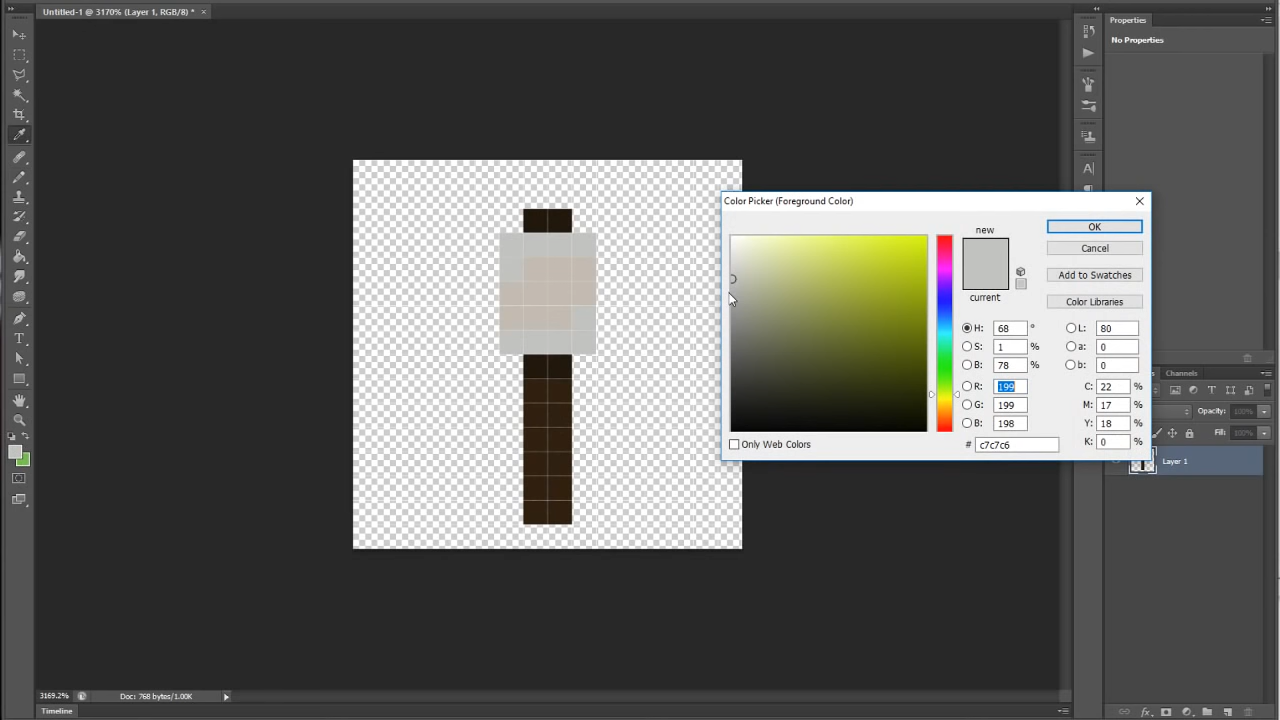 Untitled-1 @ 3170% (Layer 1, RGB/8) * ×
Properties
No Properties
Color Picker (Foreground Color)
new
current
OK
Cancel
Add to Swatches
Color Libraries
H: 68 °
S: 1 %
B: 78 %
R: 199
G: 199
B: 198
L: 80
a: 0
b: 0
C: 22 %
M: 17 %
Y: 18 %
K: 0 %
Only Web Colors
# c7c7c6
Channels
Opacity: 100%
Fill: 100%
Layer 1
3169.2%
Doc: 768 bytes/1.00K
Timeline